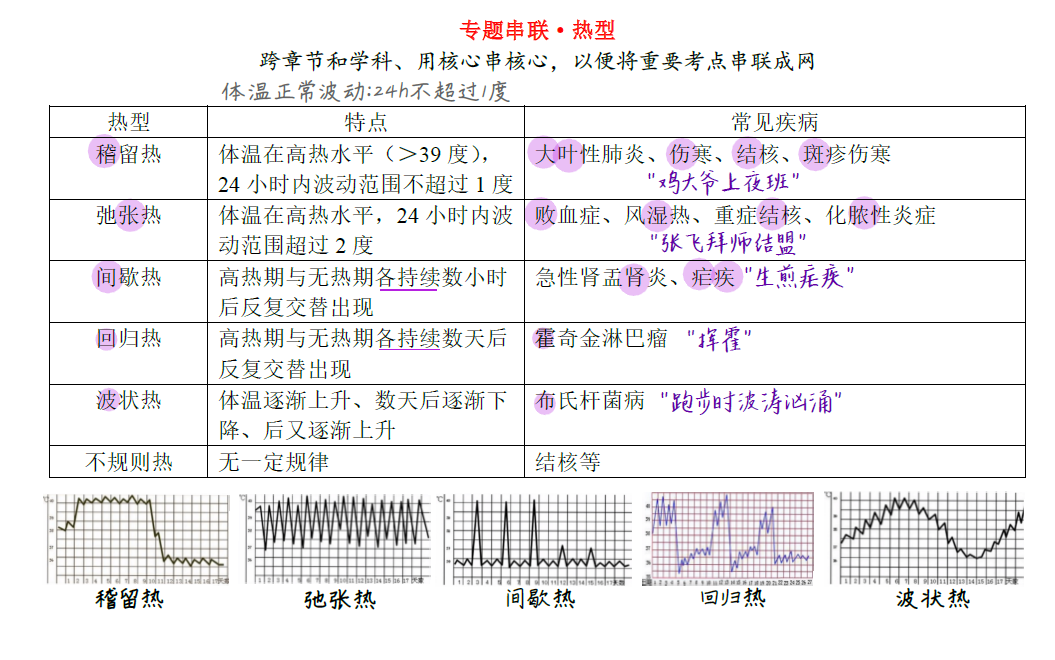 专题串联·热型
跨章节和学科、用核心串核心，以便将重要考点串联成网
体温正常波动:24h不超过1度
热型 特点 常见疾病
稽留热 体温在高热水平（＞39 度）， 大叶性肺炎、伤寒、结核、斑疹伤寒
24 小时内波动范围不超过 1 度 "鸡大爷上夜班"
弛张热 体温在高热水平，24 小时内波 败血症、风湿热、重症结核、化脓性炎症
动范围超过 2 度 "张飞拜师结盟"
间歇热 高热期与无热期各持续数小时 急性肾盂肾炎、疟疾 "生煎疟疾"
后反复交替出现
回归热 高热期与无热期各持续数天后 霍奇金淋巴瘤 "挥霍"
反复交替出现
波状热 体温逐渐上升、数天后逐渐下 布氏杆菌病 "跑步时波涛汹涌"
降、后又逐渐上升
不规则热 无一定规律 结核等
稽留热 弛张热 间歇热 回归热 波状热